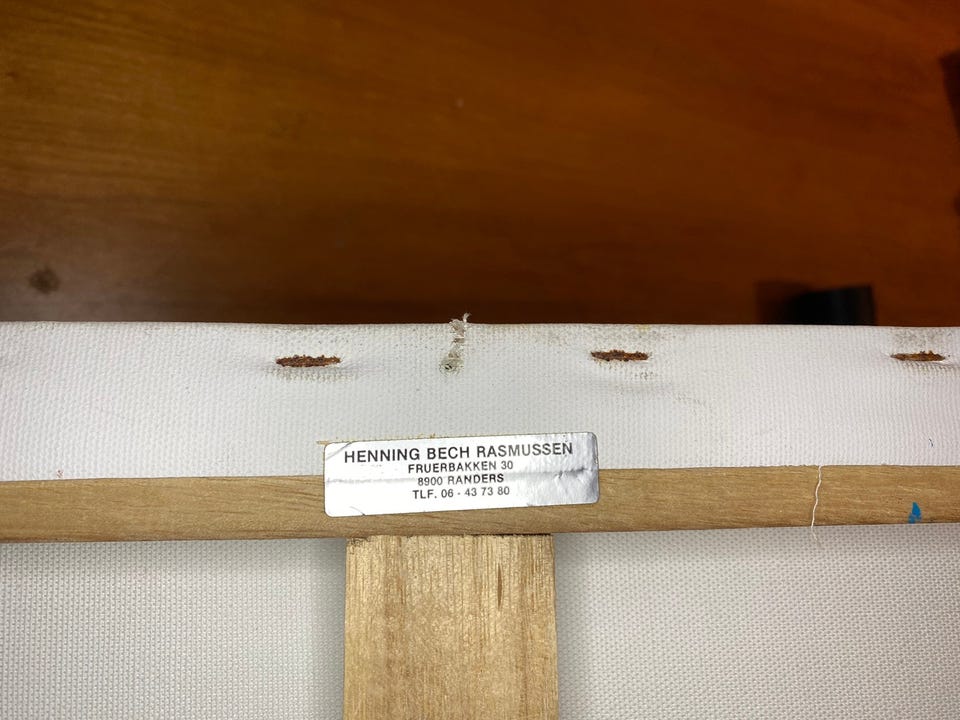 HENNING BECH RASMUSSEN
FRUERBAKKEN 30
8900 RANDERS
TLF. 06 - 43 73 80